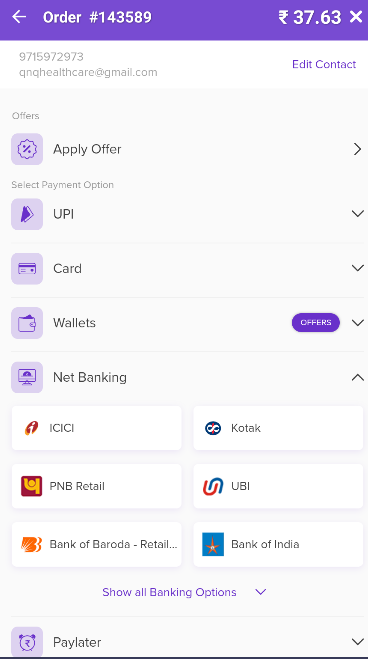 Order #143589 ₹ 37.63
9715972973
qnqhealthcare@gmail.com
Edit Contact
Offers
Apply Offer
Select Payment Option
UPI
Card
Wallets OFFERS
Net Banking
ICICI Kotak
PNB Retail UBI
Bank of Baroda - Retail... Bank of India
Show all Banking Options
Paylater